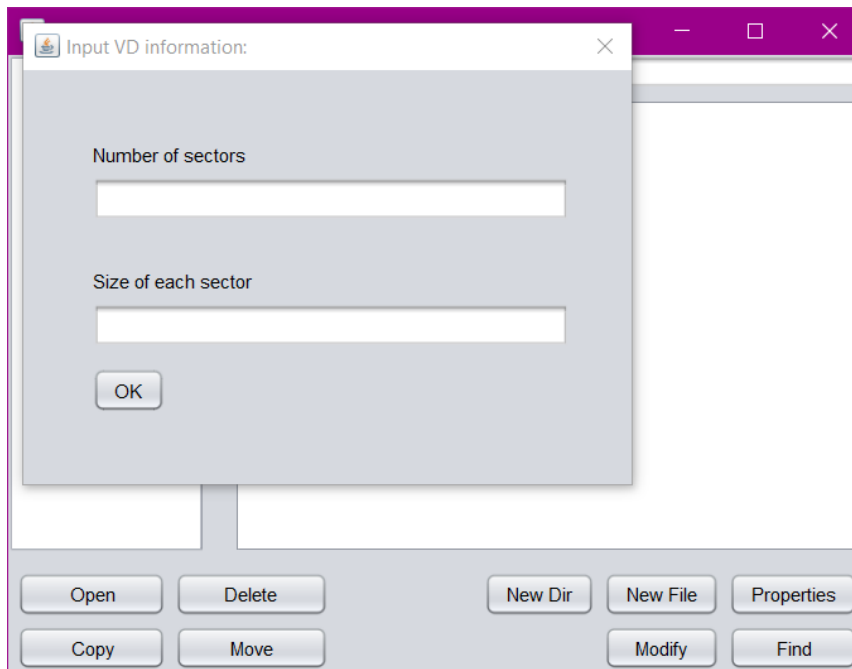 Input VD information:
Number of sectors
Size of each sector
OK
Open Delete New Dir New File Properties
Copy Move Modify Find